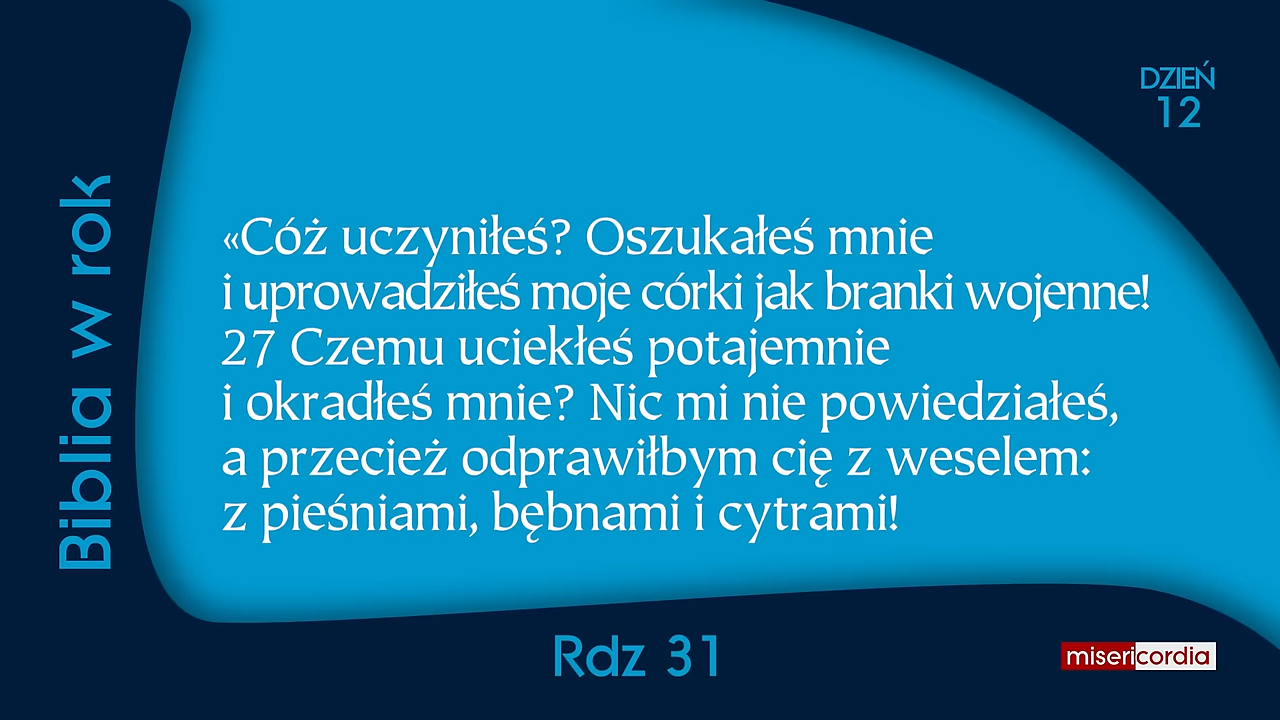 DZIEŃ
12
Biblia w rok
«Cóż uczyniłeś? Oszukałeś mnie
i uprowadziłeś moje córki jak branki wojenne!
27 Czemu uciekłeś potajemnie
i okradłeś mnie? Nic mi nie powiedziałeś,
a przecież odprawiłbym cię z weselem:
z pieśniami, bębnami i cytrami!
Rdz 31
misericordia